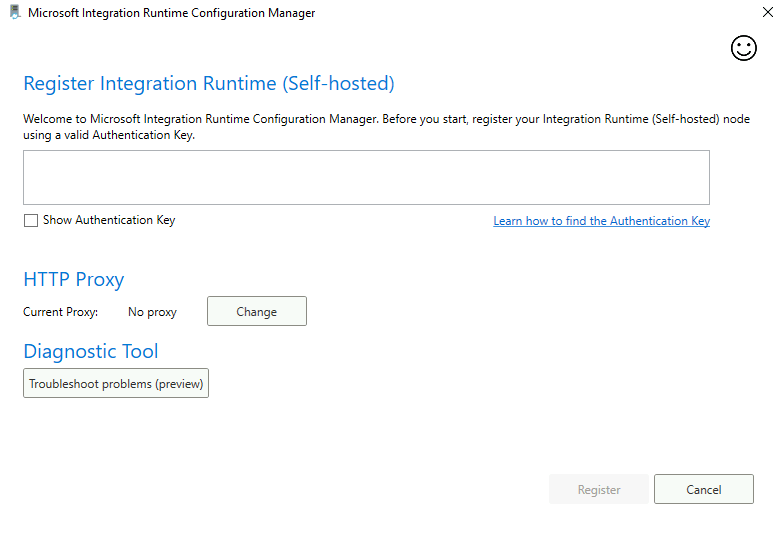 Microsoft Integration Runtime Configuration Manager
Register Integration Runtime (Self-hosted)
Welcome to Microsoft Integration Runtime Configuration Manager. Before you start, register your Integration Runtime (Self-hosted) node
using a valid Authentication Key.
Show Authentication Key
Learn how to find the Authentication Key
HTTP Proxy
Current Proxy:
No proxy
Change
Diagnostic Tool
Troubleshoot problems (preview)
Register
Cancel